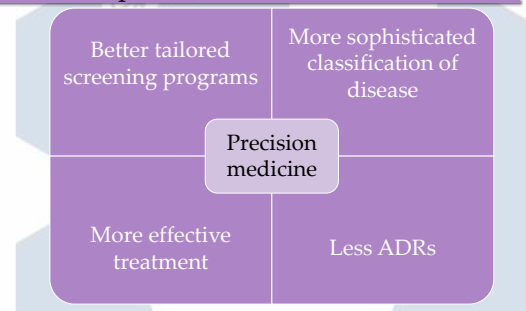 Better tailored
screening programs
More sophisticated
classification of
disease
Precision
medicine
More effective
treatment
Less ADRs